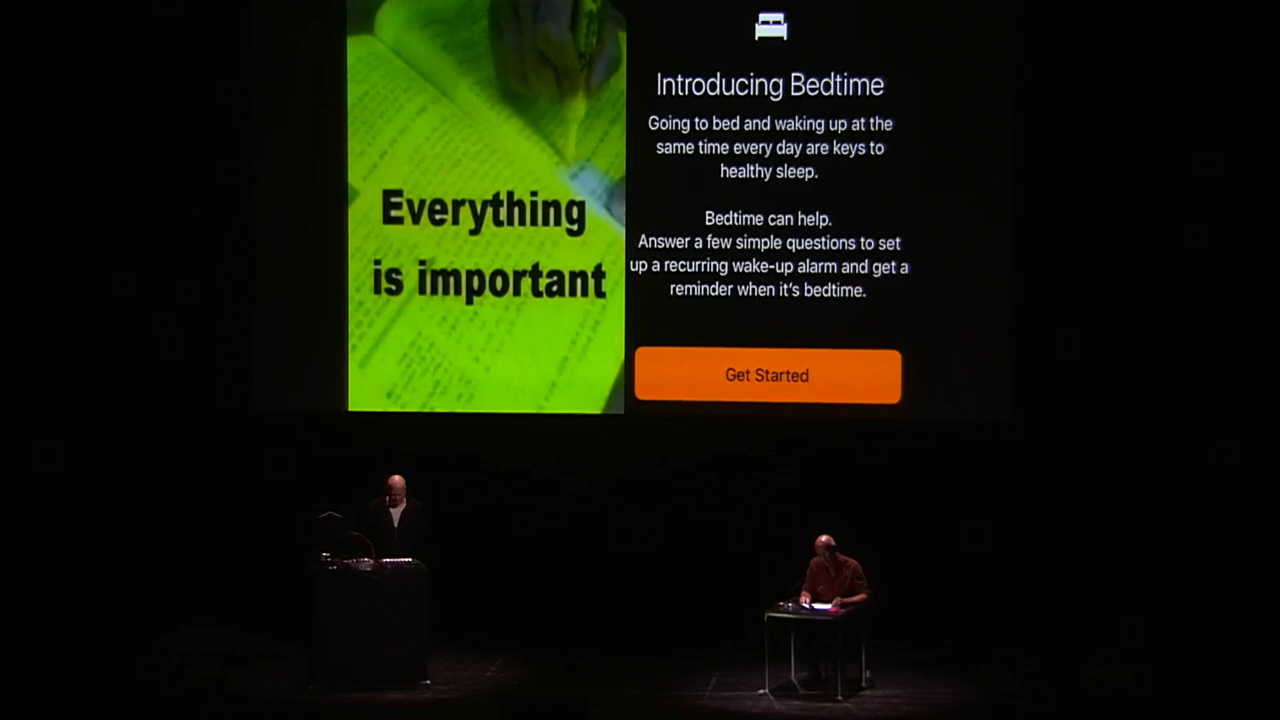 Everything
is important
Introducing Bedtime
Going to bed and waking up at the
same time every day are keys to
healthy sleep.
Bedtime can help.
Answer a few simple questions to set
up a recurring wake-up alarm and get a
reminder when it's bedtime.
Get Started